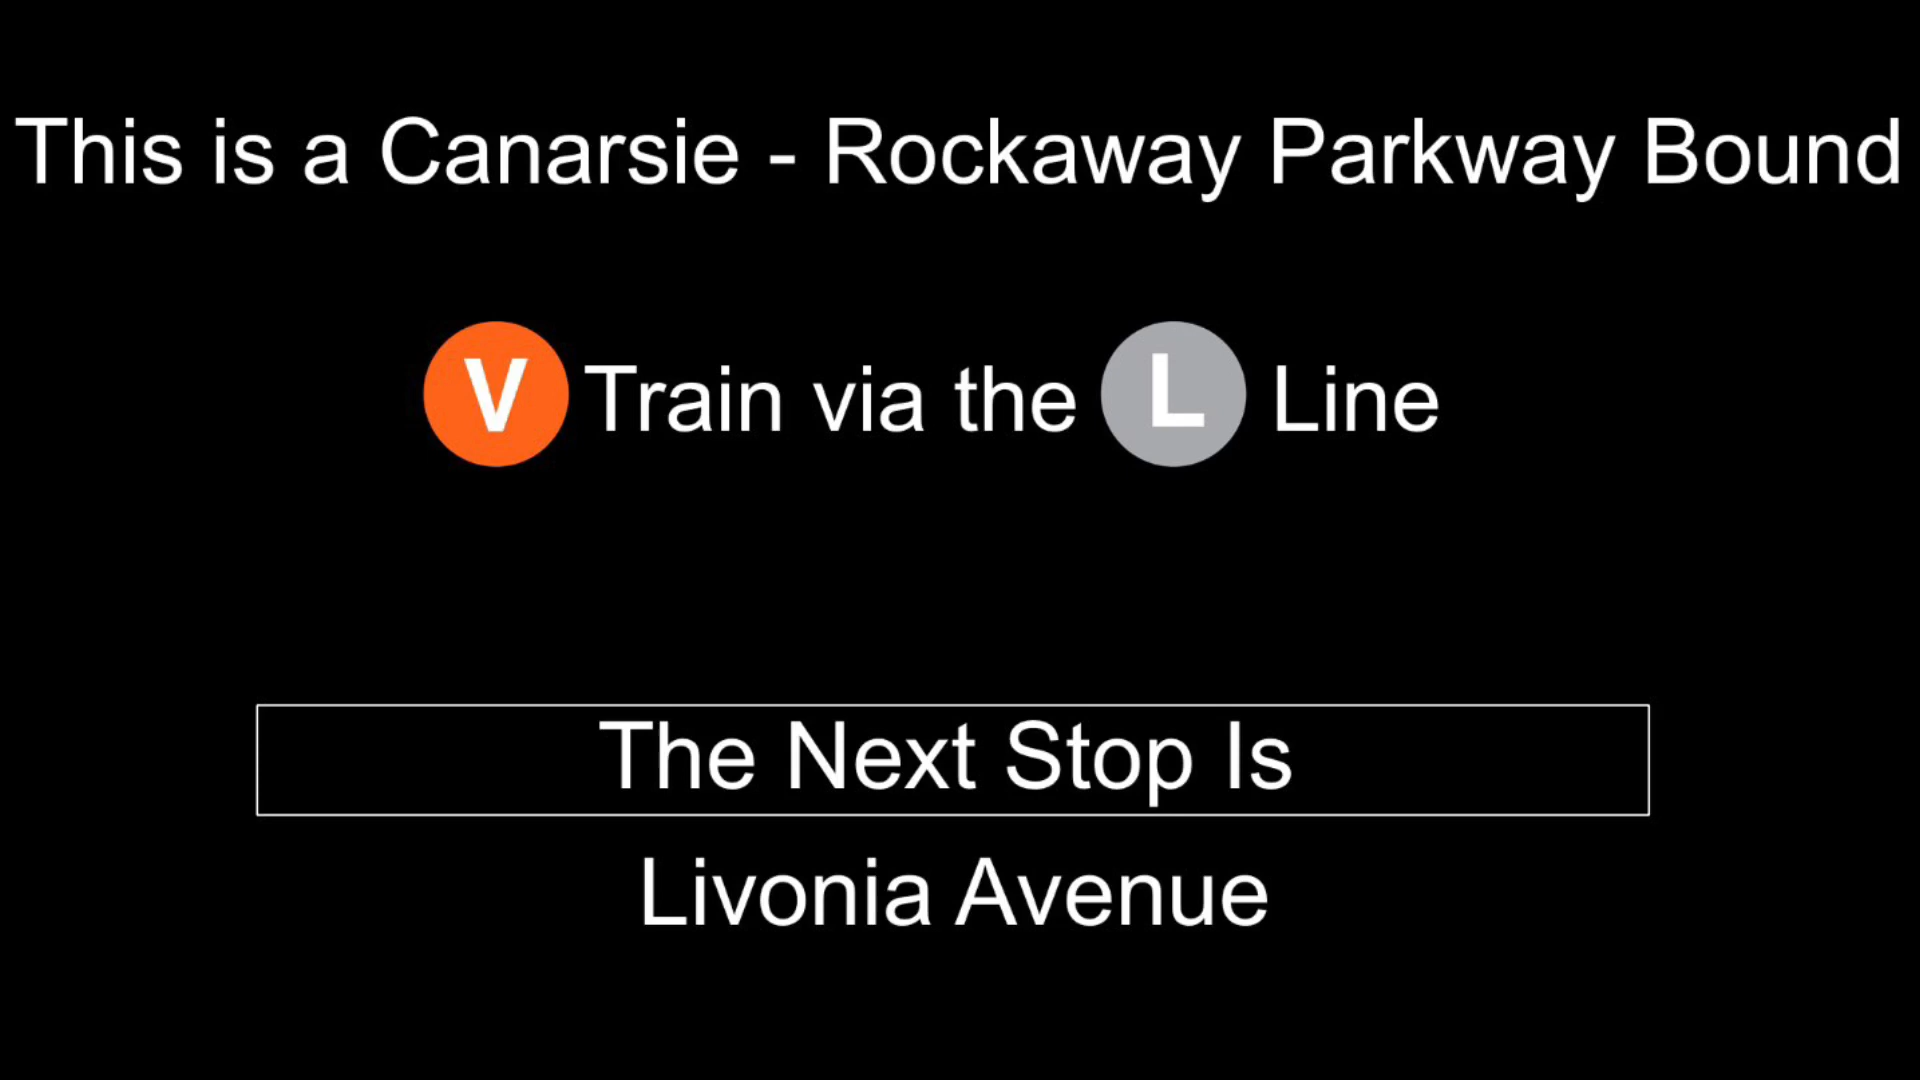 This is a Canarsie - Rockaway Parkway Bound
V Train via the L Line
The Next Stop Is
Livonia Avenue